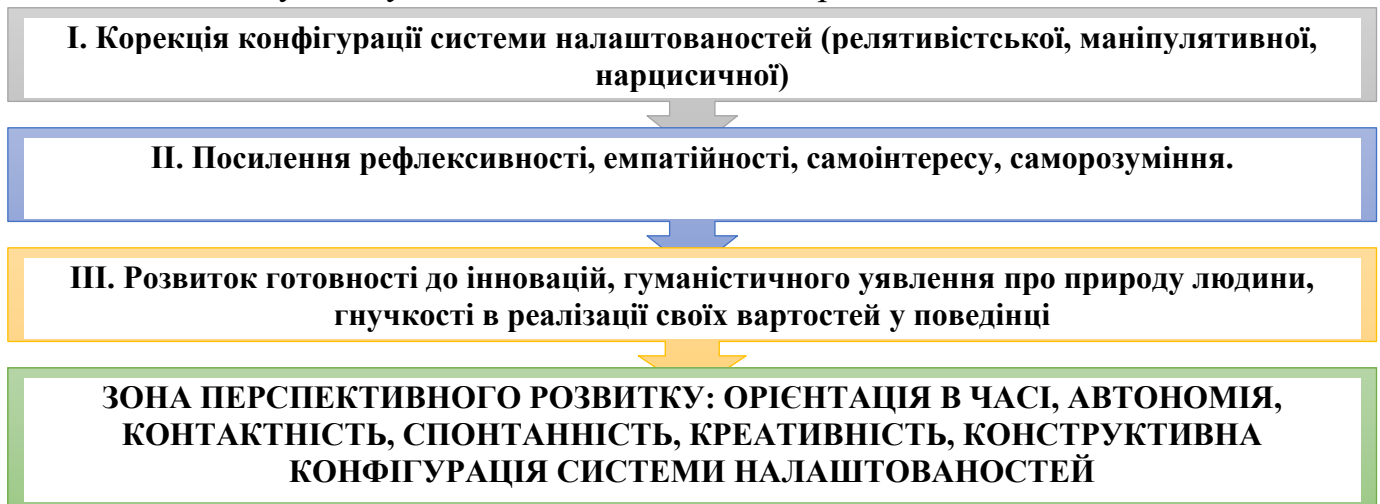 І. Корекція конфігурації системи налаштованостей (релятивістської, маніпулятивної,
нарцисичної)
ІІ. Посилення рефлексивності, емпатійності, самоінтересу, саморозуміння.
ІІІ. Розвиток готовності до інновацій, гуманістичного уявлення про природу людини,
гнучкості в реалізації своїх вартостей у поведінці
ЗОНА ПЕРСПЕКТИВНОГО РОЗВИТКУ: ОРІЄНТАЦІЯ В ЧАСІ, АВТОНОМІЯ,
КОНТАКТНІСТЬ, СПОНТАННІСТЬ, КРЕАТИВНІСТЬ, КОНСТРУКТИВНА
КОНФІГУРАЦІЯ СИСТЕМИ НАЛАШТОВАНОСТЕЙ